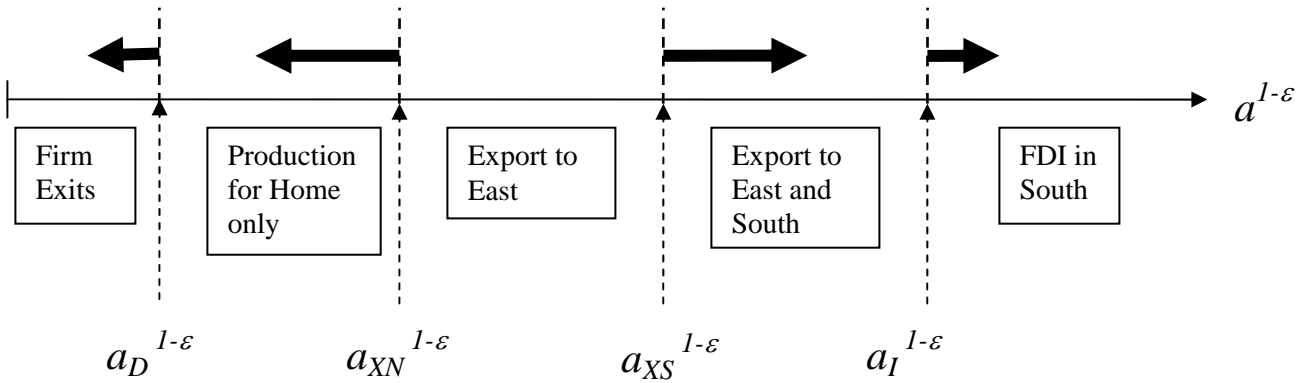 a^{1-ε}
Firm
Exits
Production
for Home
only
Export to
East
Export to
East and
South
FDI in
South
a_D^{1-ε}
a_{XN}^{1-ε}
a_{XS}^{1-ε}
a_I^{1-ε}